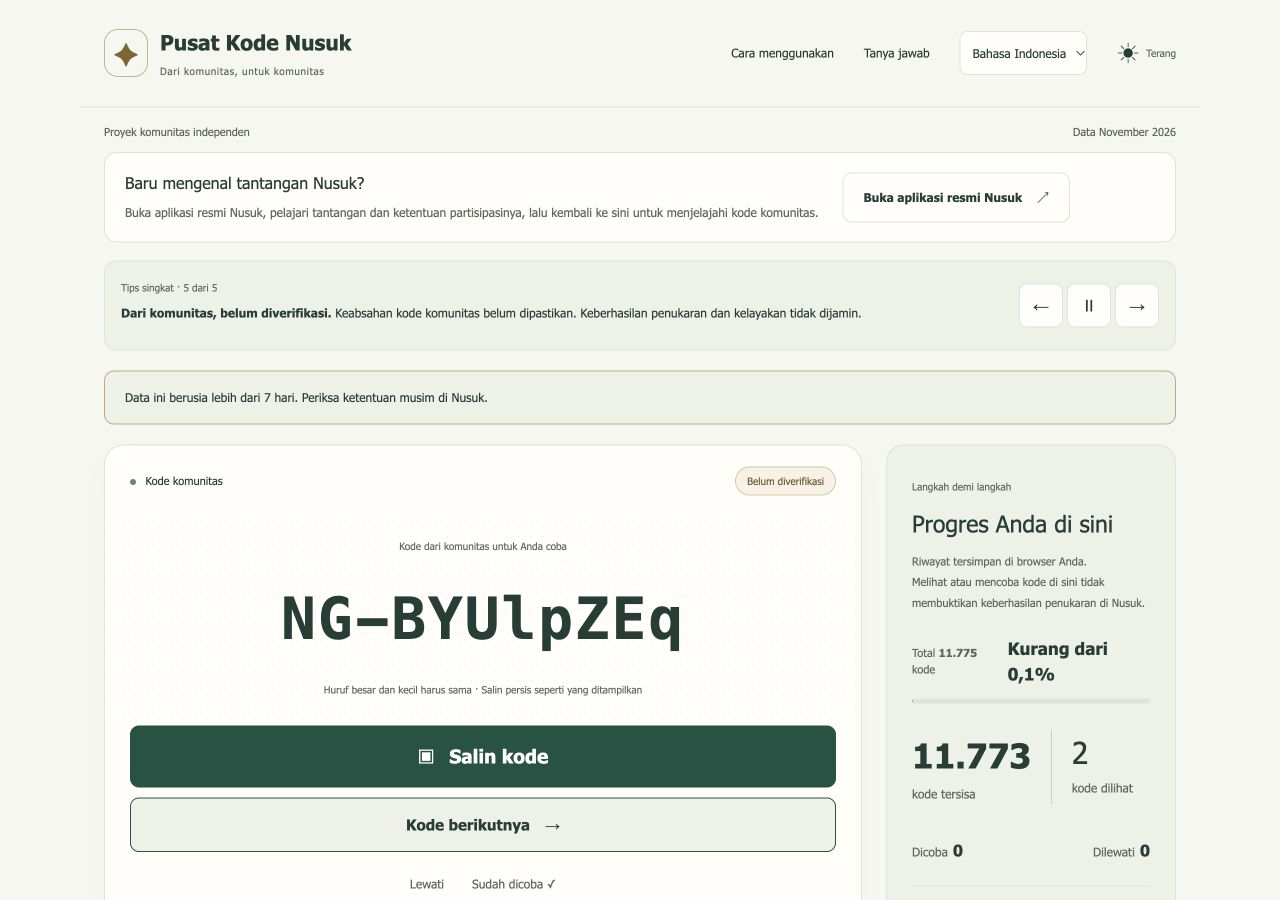 Pusat Kode Nusuk
Dari komunitas, untuk komunitas
Cara menggunakan
Tanya jawab
Bahasa Indonesia
Terang
Proyek komunitas independen
Data November 2026
Baru mengenal tantangan Nusuk?
Buka aplikasi resmi Nusuk, pelajari tantangan dan ketentuan partisipasinya, lalu kembali ke sini untuk menjelajahi kode komunitas.
Buka aplikasi resmi Nusuk ↗
Tips singkat · 5 dari 5
Dari komunitas, belum diverifikasi. Keabsahan kode komunitas belum dipastikan. Keberhasilan penukaran dan kelayakan tidak dijamin.
Data ini berusia lebih dari 7 hari. Periksa ketentuan musim di Nusuk.
Kode komunitas
Belum diverifikasi
Kode dari komunitas untuk Anda coba
NG-BYUlpZEq
Huruf besar dan kecil harus sama · Salin persis seperti yang ditampilkan
Salin kode
Kode berikutnya →
Lewati
Sudah dicoba ✓
Langkah demi langkah
Progres Anda di sini
Riwayat tersimpan di browser Anda.
Melihat atau mencoba kode di sini tidak
membuktikan keberhasilan penukaran di Nusuk.
Total 11.775
kode
Kurang dari
0,1%
11.773
kode tersisa
2
kode dilihat
Dicoba 0
Dilewati 0